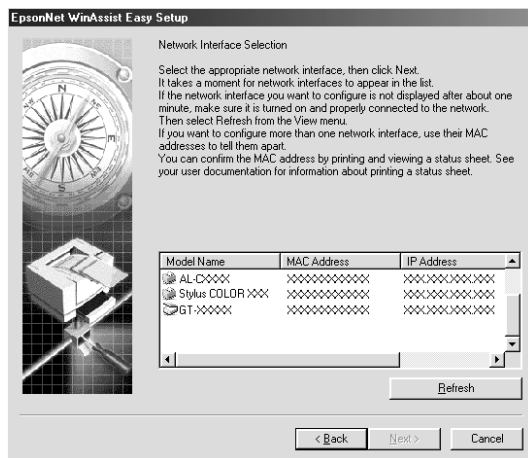 EpsonNet WinAssist Easy Setup
Network Interface Selection
Select the appropriate network interface, then click Next.
It takes a moment for network interfaces to appear in the list.
If the network interface you want to configure is not displayed after about one
minute, make sure it is turned on and properly connected to the network.
Then select Refresh from the View menu.
If you want to configure more than one network interface, use their MAC
addresses to tell them apart.
You can confirm the MAC address by printing and viewing a status sheet. See
your user documentation for information about printing a status sheet.
Model Name MAC Address IP Address
AL-CXXXX XXXXXXXXXXXX XXX.XXX.XXX.XXX
Stylus COLOR XXX XXXXXXXXXXXX XXX.XXX.XXX.XXX
GT-XXXXX XXXXXXXXXXXX XXX.XXX.XXX.XXX
Refresh
< Back Next > Cancel